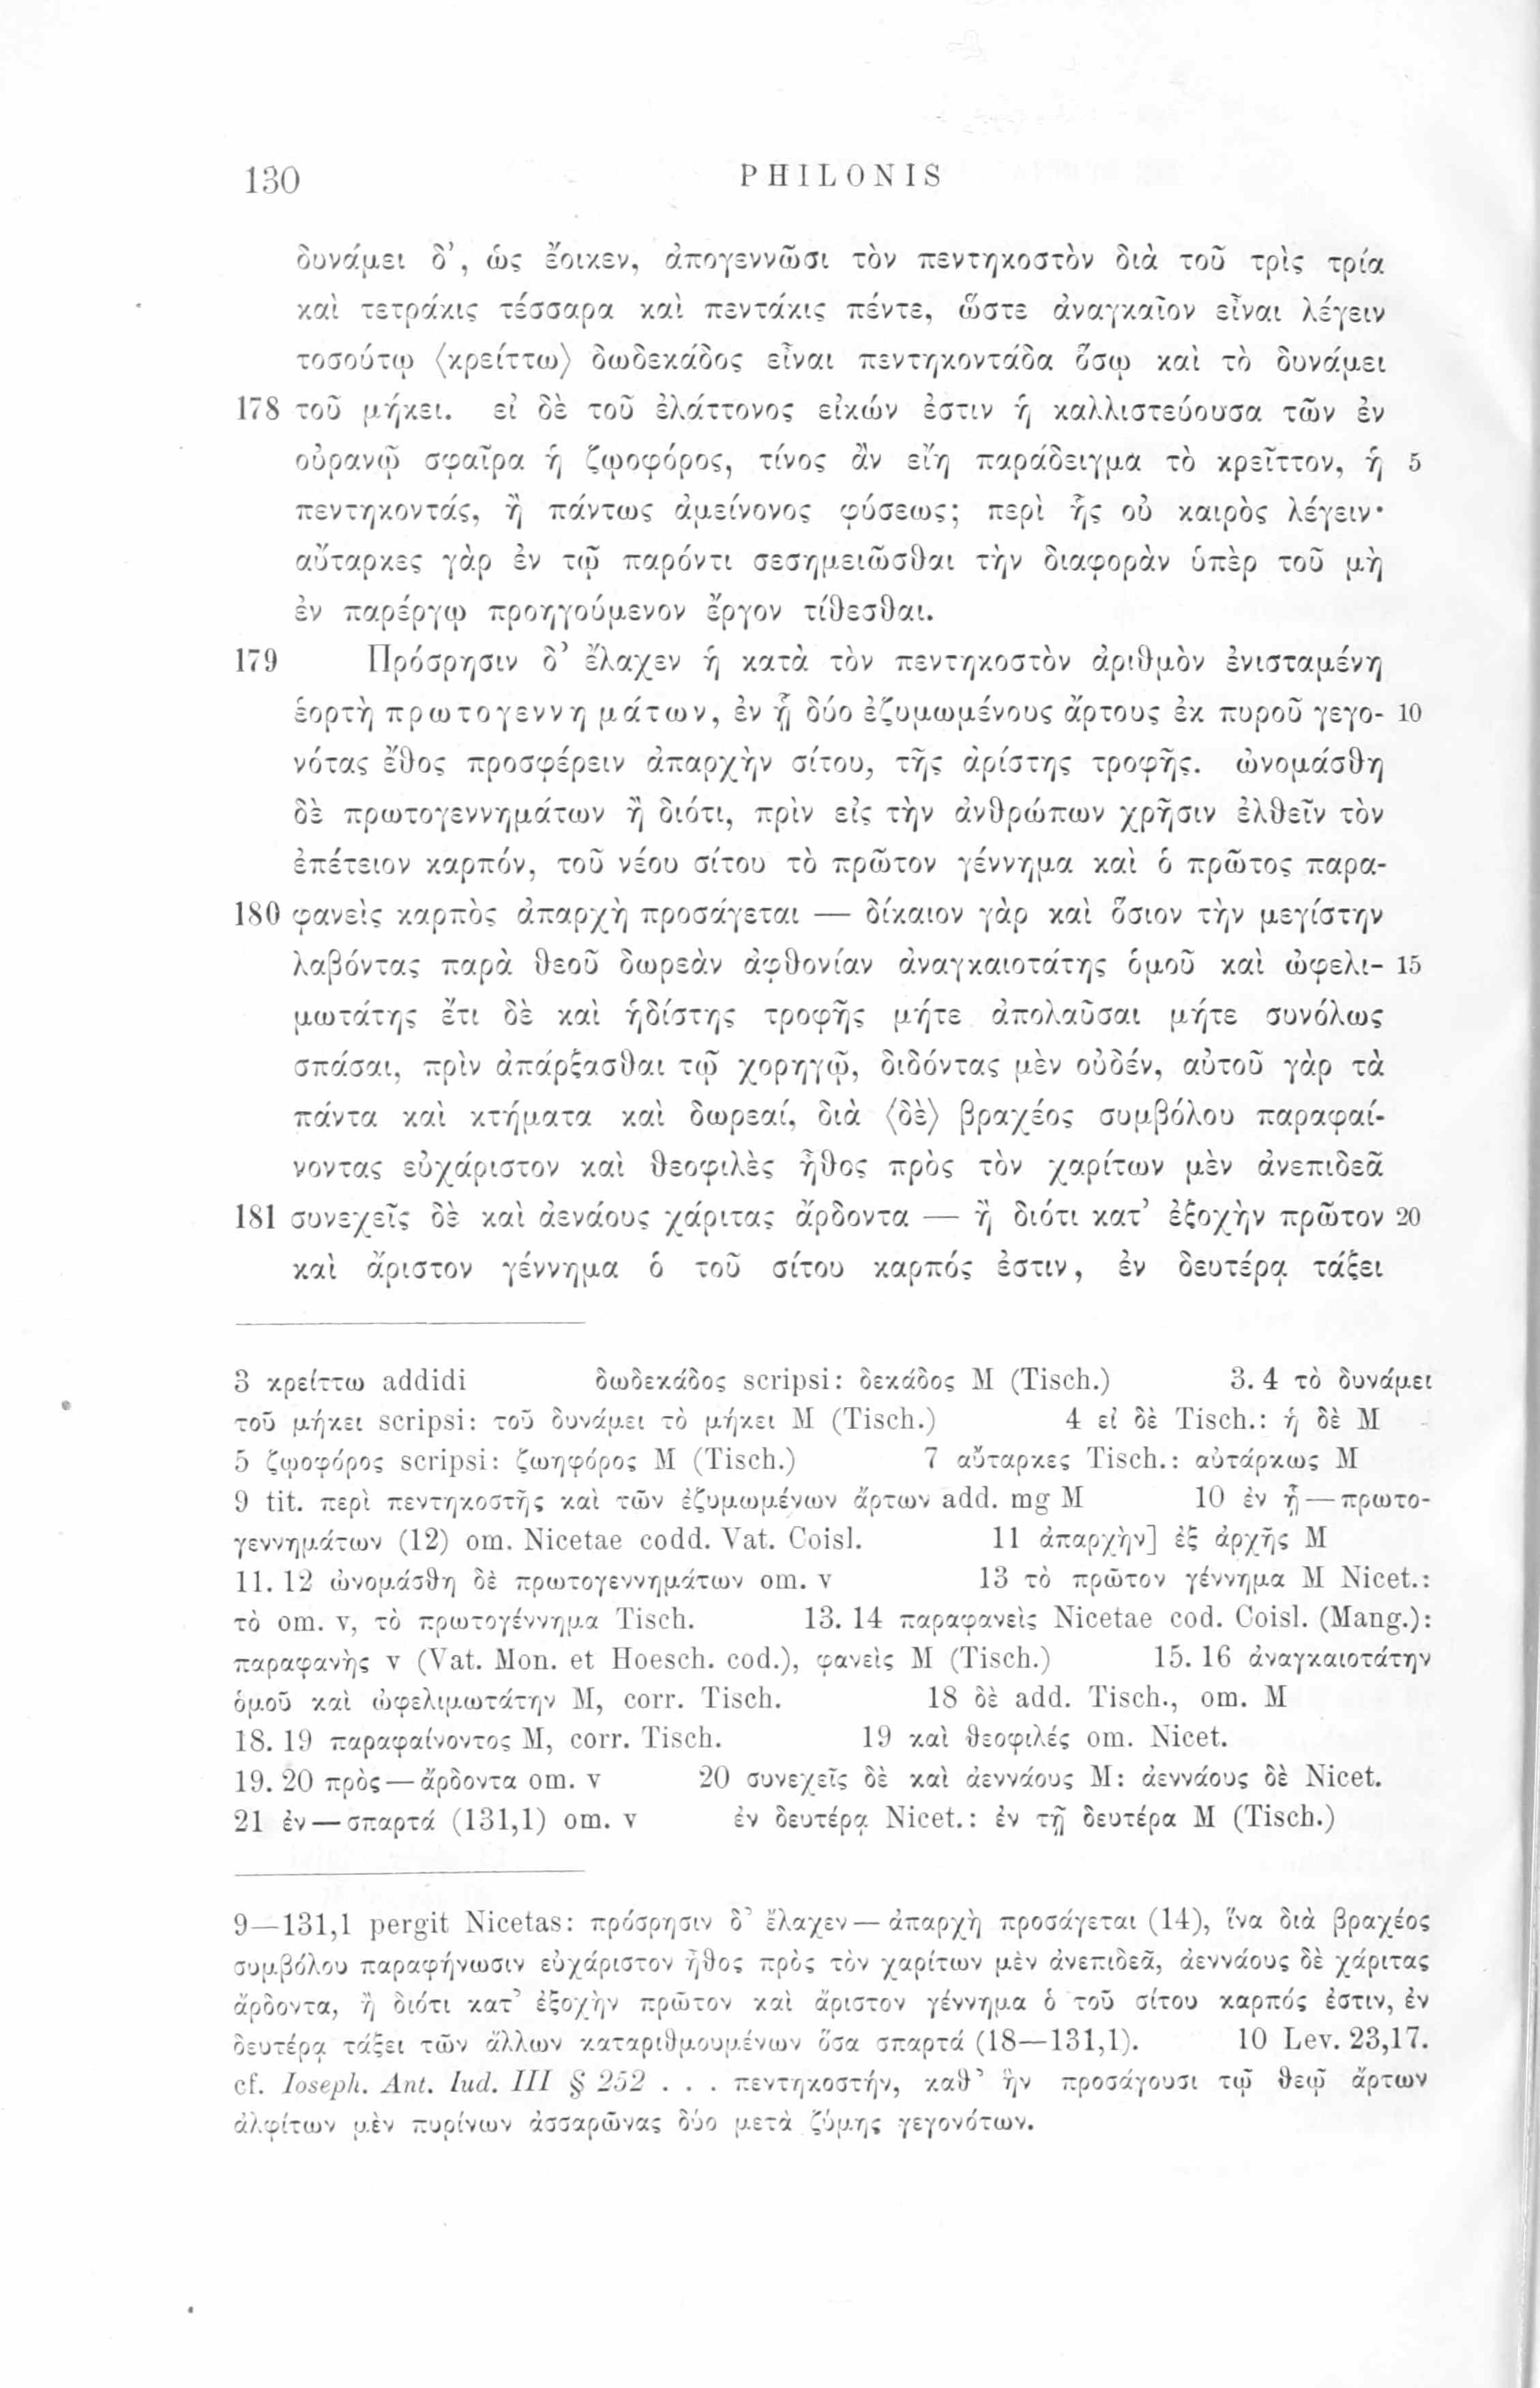 130
PHILONIS
δυνάμει δ’, ὡς ἔοικεν, ἀπογεννῶσι τὸν πεντηκοστὸν διὰ τοῦ τρὶς τρία
καὶ τετράκις τέσσαρα καὶ πεντάκις πέντε, ὥστε ἀναγκαῖον εἶναι λέγειν
τοσούτῳ ⟨κρείττω⟩ δωδεκάδος εἶναι πεντηκοντάδα ὅσῳ καὶ τὸ δυνάμει
178 τοῦ μήκει. εἰ δὲ τοῦ ἐλάττονος εἰκών ἐστιν ἡ καλλιστεύουσα τῶν ἐν
οὐρανῷ σφαῖρα ἡ ζῳοφόρος, τίνος ἂν εἴη παράδειγμα τὸ κρεῖττον, ἡ 5
πεντηκοντάς, ἢ πάντως ἀμείνονος φύσεως; περὶ ἧς οὐ καιρὸς λέγειν·
αὔταρκες γὰρ ἐν τῷ παρόντι σεσημειῶσθαι τὴν διαφορὰν ὑπὲρ τοῦ μὴ
ἐν παρέργῳ προηγούμενον ἔργον τίθεσθαι.
179 Πρόσρησιν δ’ ἔλαχεν ἡ κατὰ τὸν πεντηκοστὸν ἀριθμὸν ἐνισταμένη
ἑορτὴ πρωτογεννημάτων, ἐν ᾗ δύο ἐζυμωμένους ἄρτους ἐκ πυροῦ γεγο- 10
νότας ἔθος προσφέρειν ἀπαρχὴν σίτου, τῆς ἀρίστης τροφῆς. ὠνομάσθη
δὲ πρωτογεννημάτων ἢ διότι, πρὶν εἰς τὴν ἀνθρώπων χρῆσιν ἐλθεῖν τὸν
ἐπέτειον καρπόν, τοῦ νέου σίτου τὸ πρῶτον γέννημα καὶ ὁ πρῶτος παρα-
180 φανεὶς καρπὸς ἀπαρχὴ προσάγεται — δίκαιον γὰρ καὶ ὅσιον τὴν μεγίστην
λαβόντας παρὰ θεοῦ δωρεὰν ἀφθονίαν ἀναγκαιοτάτης ὁμοῦ καὶ ὠφελι- 15
μωτάτης ἔτι δὲ καὶ ἡδίστης τροφῆς μήτε ἀπολαῦσαι μήτε συνόλως
σπάσαι, πρὶν ἀπάρξασθαι τῷ χορηγῷ, διδόντας μὲν οὐδέν, αὐτοῦ γὰρ τὰ
πάντα καὶ κτήματα καὶ δωρεαί, διὰ ⟨δὲ⟩ βραχέος συμβόλου παραφαί-
νοντας εὐχάριστον καὶ θεοφιλὲς ἦθος πρὸς τὸν χαρίτων μὲν ἀνεπιδεᾶ
181 συνεχεῖς δὲ καὶ ἀενάους χάριτας ἄρδοντα — ἢ διότι κατ’ ἐξοχὴν πρῶτον 20
καὶ ἄριστον γέννημα ὁ τοῦ σίτου καρπός ἐστιν, ἐν δευτέρᾳ τάξει
3 κρείττω addidi δωδεκάδος scripsi: δεκάδος M (Tisch.) 3. 4 τὸ δυνάμει
τοῦ μήκει scripsi: τοῦ δυνάμει τὸ μήκει M (Tisch.) 4 εἰ δὲ Tisch.: ἡ δὲ M
5 ζῳοφόρος scripsi: ζωηφόρος M (Tisch.) 7 αὔταρκες Tisch.: αὐτάρκως M
9 tit. περὶ πεντηκοστῆς καὶ τῶν ἐζυμωμένων ἄρτων add. mg M 10 ἐν ᾗ — πρωτο-
γεννημάτων (12) om. Nicetae codd. Vat. Coisl. 11 ἀπαρχὴν] ἐξ ἀρχῆς M
11. 12 ὠνομάσθη δὲ πρωτογεννημάτων om. v 13 τὸ πρῶτον γέννημα M Nicet.:
τὸ om. v, τὸ πρωτογέννημα Tisch. 13. 14 παραφανεὶς Nicetae cod. Coisl. (Mang.):
παραφανὴς v (Vat. Mon. et Hoesch. cod.), φανεὶς M (Tisch.) 15. 16 ἀναγκαιοτάτην
ὁμοῦ καὶ ὠφελιμωτάτην M, corr. Tisch. 18 δὲ add. Tisch., om. M
18. 19 παραφαίνοντος M, corr. Tisch. 19 καὶ θεοφιλές om. Nicet.
19. 20 πρὸς — ἄρδοντα om. v 20 συνεχεῖς δὲ καὶ ἀεννάους M: ἀεννάους δὲ Nicet.
21 ἐν — σπαρτά (131,1) om. v ἐν δευτέρᾳ Nicet.: ἐν τῇ δευτέρα M (Tisch.)
9—131,1 pergit Nicetas: πρόσρησιν δ’ ἔλαχεν — ἀπαρχὴ προσάγεται (14), ἵνα διὰ βραχέος
συμβόλου παραφήνωσιν εὐχάριστον ἦθος πρὸς τὸν χαρίτων μὲν ἀνεπιδεᾶ, ἀεννάους δὲ χάριτας
ἄρδοντα, ἢ διότι κατ’ ἐξοχὴν πρῶτον καὶ ἄριστον γέννημα ὁ τοῦ σίτου καρπός ἐστιν, ἐν
δευτέρᾳ τάξει τῶν ἄλλων καταριθμουμένων ὅσα σπαρτά (18—131,1). 10 Lev. 23,17.
cf. Ioseph. Ant. Iud. III § 252 . . . πεντηκοστήν, καθ’ ἣν προσάγουσι τῷ θεῷ ἄρτων
ἀλφίτων μὲν πυρίνων ἀσσαρῶνας δύο μετὰ ζύμης γεγονότων.